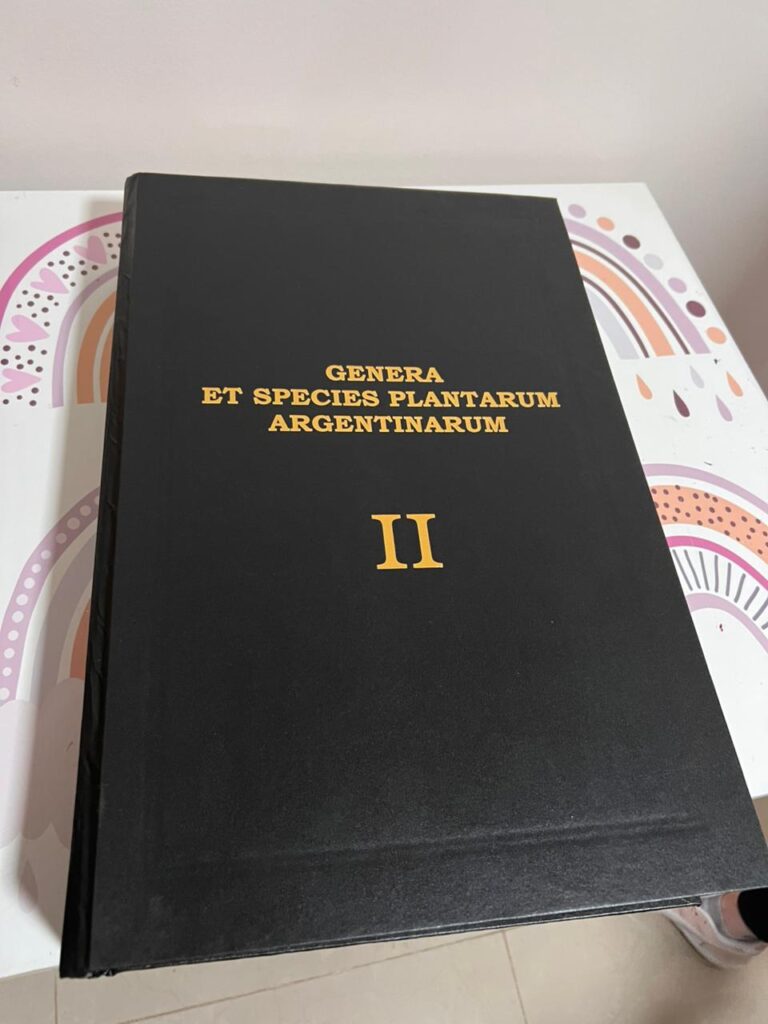 GENERA
ET SPECIES PLANTARUM
ARGENTINARUM
II